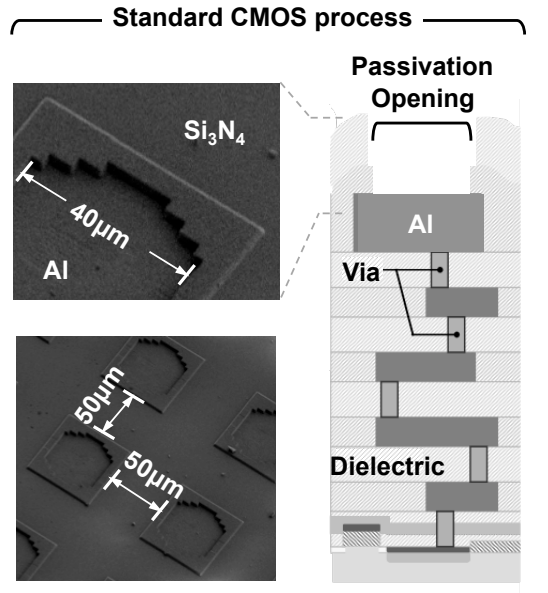 Standard CMOS process
Passivation
Opening
Si₃N₄
40μm
Al
Al
Via
50μm
50μm
Dielectric